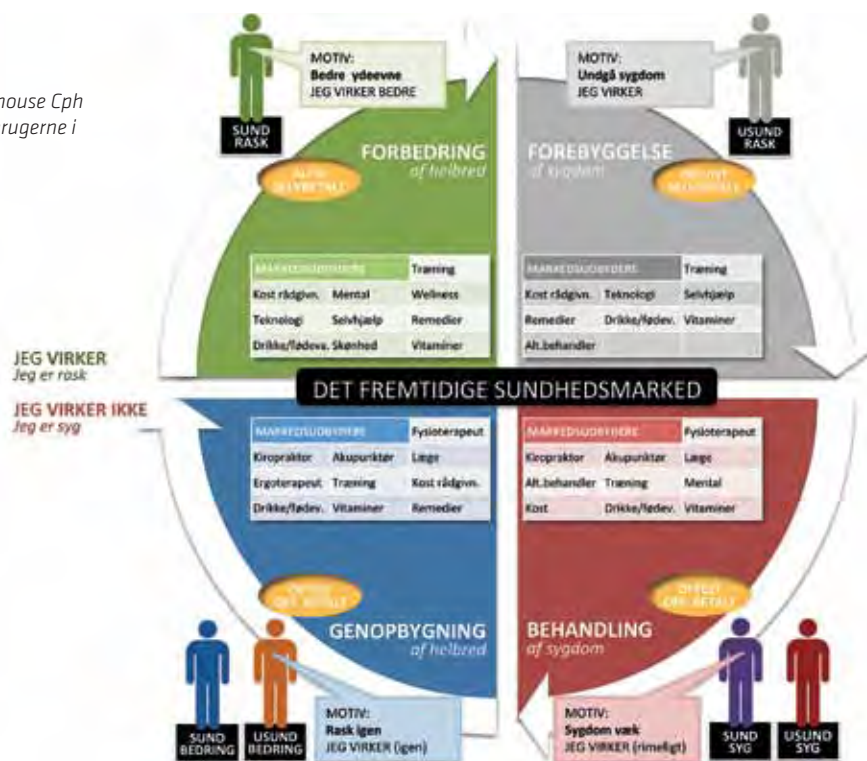 house Cph
rugerne i
MOTIV:
Bedre ydeevne
JEG VIRKER BEDRE
SUND
RASK
FORBEDRING
af helbred
MARKEDSUDBYDERE Træning
Kost rådgivn. Mental Wellness
Teknologi Selvhjælp Remedier
Drikke/fødeva. Skønhed Vitaminer
MOTIV:
Undgå sygdom
JEG VIRKER
USUND
RASK
FOREBYGGELSE
af sygdom
MARKEDSUDBYDERE Træning
Kost rådgivn. Teknologi Selvhjælp
Remedier Drikke/fødev. Vitaminer
Alt.behandler
JEG VIRKER
Jeg er rask
DET FREMTIDIGE SUNDHEDSMARKED
JEG VIRKER IKKE
Jeg er syg
MARKEDSUDBYDERE Fysioterapeut
Kiropraktor Akupunktør Læge
Ergoterapeut Træning Kost rådgivn.
Drikke/fødev. Vitaminer Remedier
GENOPBYGNING
af helbred
SUND
BEDRING
USUND
BEDRING
MOTIV:
Rask igen
JEG VIRKER (igen)
MARKEDSUDBYDERE Fysioterapeut
Kiropraktor Akupunktør Læge
Alt.behandler Træning Mental
Kost Drikke/fødev. Vitaminer
BEHANDLING
af sygdom
MOTIV:
Sygdom væk
JEG VIRKER (rimeligt)
SUND
SYG
USUND
SYG